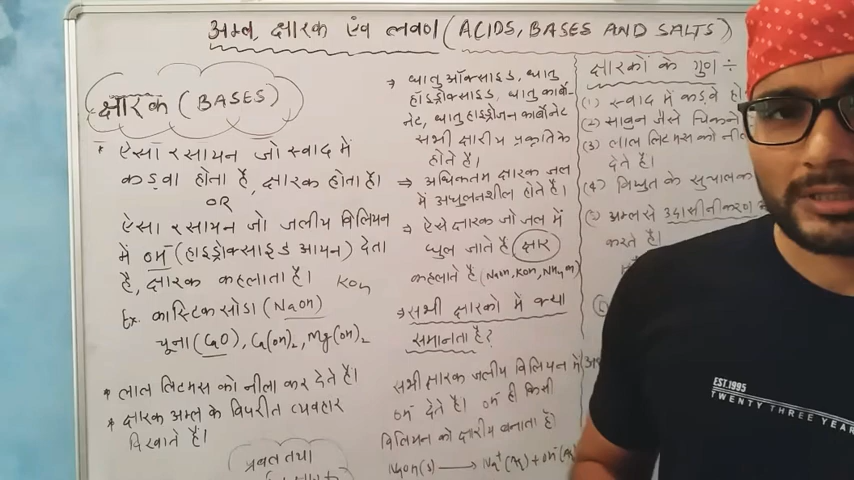 अम्ल, क्षारक एंव लवण (ACIDS, BASES AND SALTS)
क्षारक (BASES)
* ऐसा रसायन जो स्वाद में
कड़वा होता है, क्षारक होता है।
OR
ऐसा रसायन जो जलीय विलियन
में OH⁻ (हाइड्रोक्साइड आयन) देता
है, क्षारक कहलाता है।
KOH
Ex. कास्टिक सोडा (NaOH)
चूना (CaO), Ca(OH)₂, Mg(OH)₂
* लाल लिटमस को नीला कर देते है।
* क्षारक अम्ल के विपरीत व्यवहार
दिखाते है।
प्रबल तथा
→ धातु ऑक्साइड, धातु
हॉइड्रोक्साइड, धातु कार्बो-
नेट, धातु हाइड्रोजन कार्बोनेट
सभी क्षारीय प्रकृति के
होते है।
⇒ अधिकतम क्षारक जल
में अघुलनशील होते है।
→ ऐसे क्षारक जो जल में
घुल जाते है, क्षार
कहलाते है (NaOH, KOH, NH₄OH)
→ सभी क्षारको में क्या
समानता है?
सभी क्षारक जलीय विलियन में
OH⁻ देते है। OH⁻ ही किसी
विलियन को क्षारीय बनाता है
NaOH(s) ⟶ Na⁺(Aq) + OH⁻(Aq)
क्षारकों के गुण ÷
(1) स्वाद में कड़वे हो
(2) साबुन जैसे चिकने
(3) लाल लिटमस को नील
देते है।
(4) विधुत के सुचालक
(5) अम्ल से उदासीनीकरण
करते है।
EST.1995
TWENTY THREE YEAR